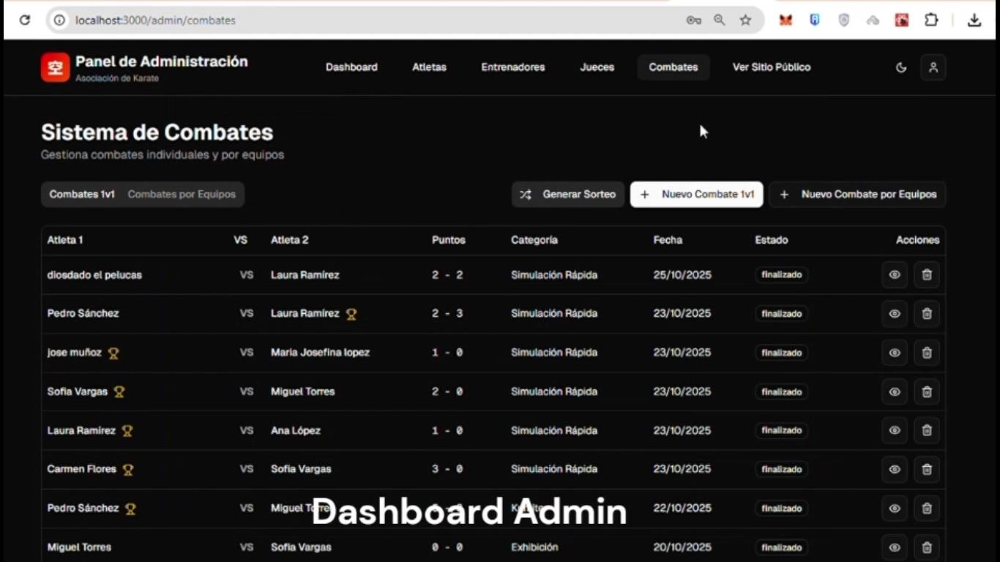 localhost:3000/admin/combates
空
Panel de Administración
Asociación de Karate
Dashboard Atletas Entrenadores Jueces Combates Ver Sitio Público
Sistema de Combates
Gestiona combates individuales y por equipos
Combates 1v1 Combates por Equipos Generar Sorteo + Nuevo Combate 1v1 + Nuevo Combate por Equipos
Atleta 1 VS Atleta 2 Puntos Categoría Fecha Estado Acciones
diosdado el pelucas VS Laura Ramírez 2 - 2 Simulación Rápida 25/10/2025 finalizado
Pedro Sánchez VS Laura Ramírez 2 - 3 Simulación Rápida 23/10/2025 finalizado
jose muñoz VS Maria Josefina lopez 1 - 0 Simulación Rápida 23/10/2025 finalizado
Sofia Vargas VS Miguel Torres 2 - 0 Simulación Rápida 23/10/2025 finalizado
Laura Ramírez VS Ana López 1 - 0 Simulación Rápida 23/10/2025 finalizado
Carmen Flores VS Sofia Vargas 3 - 0 Simulación Rápida 23/10/2025 finalizado
Pedro Sánchez VS Miguel 22/10/2025 finalizado
Dashboard Admin
Miguel Torres VS Sofia Vargas 0 - 0 Exhibición 20/10/2025 finalizado